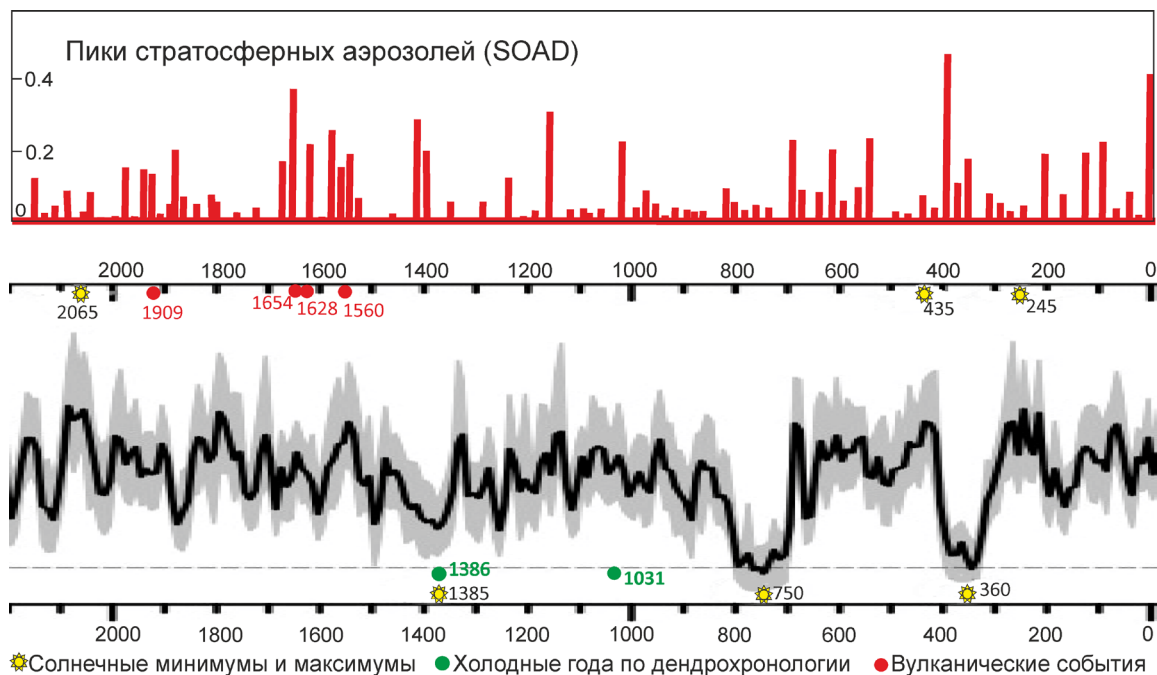 Пики стратосферных аэрозолей (SOAD)
0.4
0.2
0
2000 1800 1600 1400 1200 1000 800 600 400 200 0
2065 1909 1654 1628 1560 435 245
1386 1031
1385 750 360
2000 1800 1600 1400 1200 1000 800 600 400 200 0
Солнечные минимумы и максимумы Холодные года по дендрохронологии Вулканические события